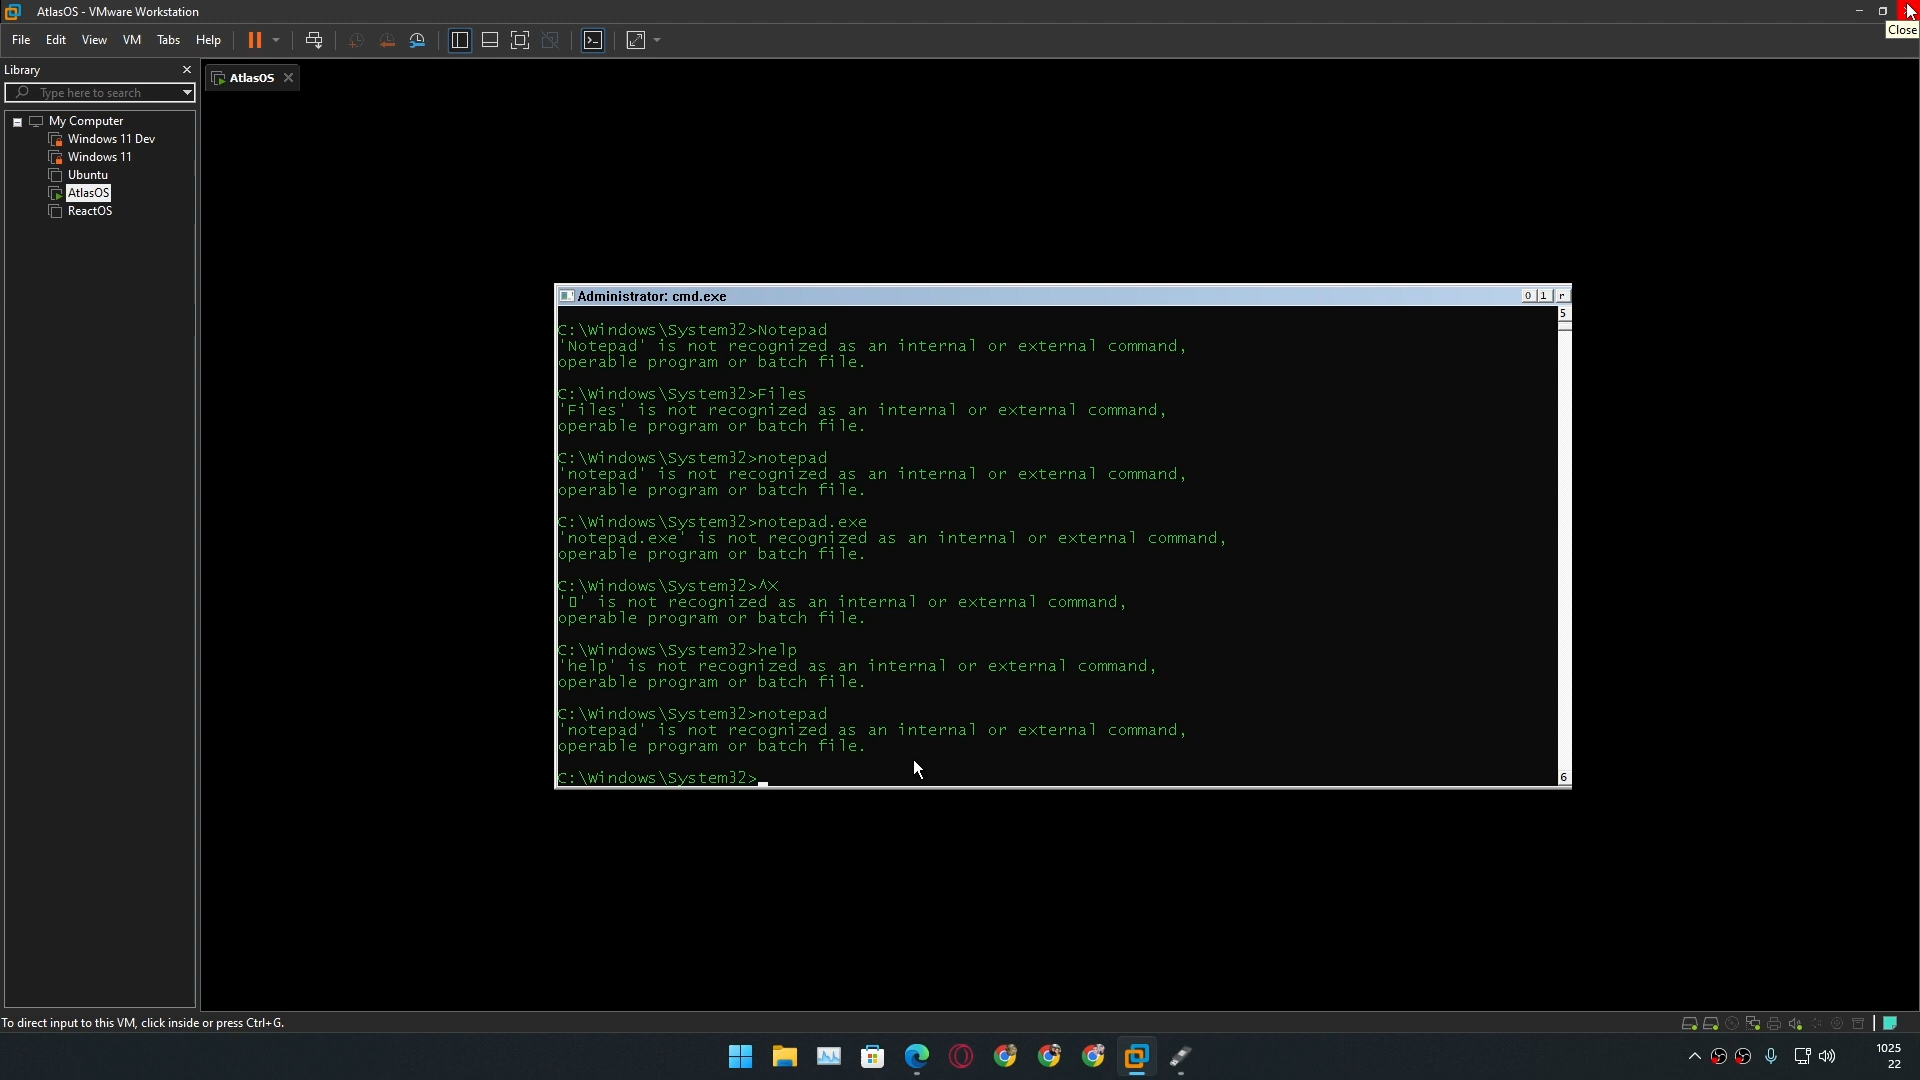 AtlasOS - VMware Workstation
Close
File Edit View VM Tabs Help
Library
AtlasOS
Type here to search
My Computer
Windows 11 Dev
Windows 11
Ubuntu
AtlasOS
ReactOS
Administrator: cmd.exe
0 1 r
5
C:\Windows\System32>Notepad
'Notepad' is not recognized as an internal or external command,
operable program or batch file.
C:\Windows\System32>Files
'Files' is not recognized as an internal or external command,
operable program or batch file.
C:\Windows\System32>notepad
'notepad' is not recognized as an internal or external command,
operable program or batch file.
C:\Windows\System32>notepad.exe
'notepad.exe' is not recognized as an internal or external command,
operable program or batch file.
C:\Windows\System32>^X
'▯' is not recognized as an internal or external command,
operable program or batch file.
C:\Windows\System32>help
'help' is not recognized as an internal or external command,
operable program or batch file.
C:\Windows\System32>notepad
'notepad' is not recognized as an internal or external command,
operable program or batch file.
C:\Windows\System32>_
6
To direct input to this VM, click inside or press Ctrl+G.
1025
22